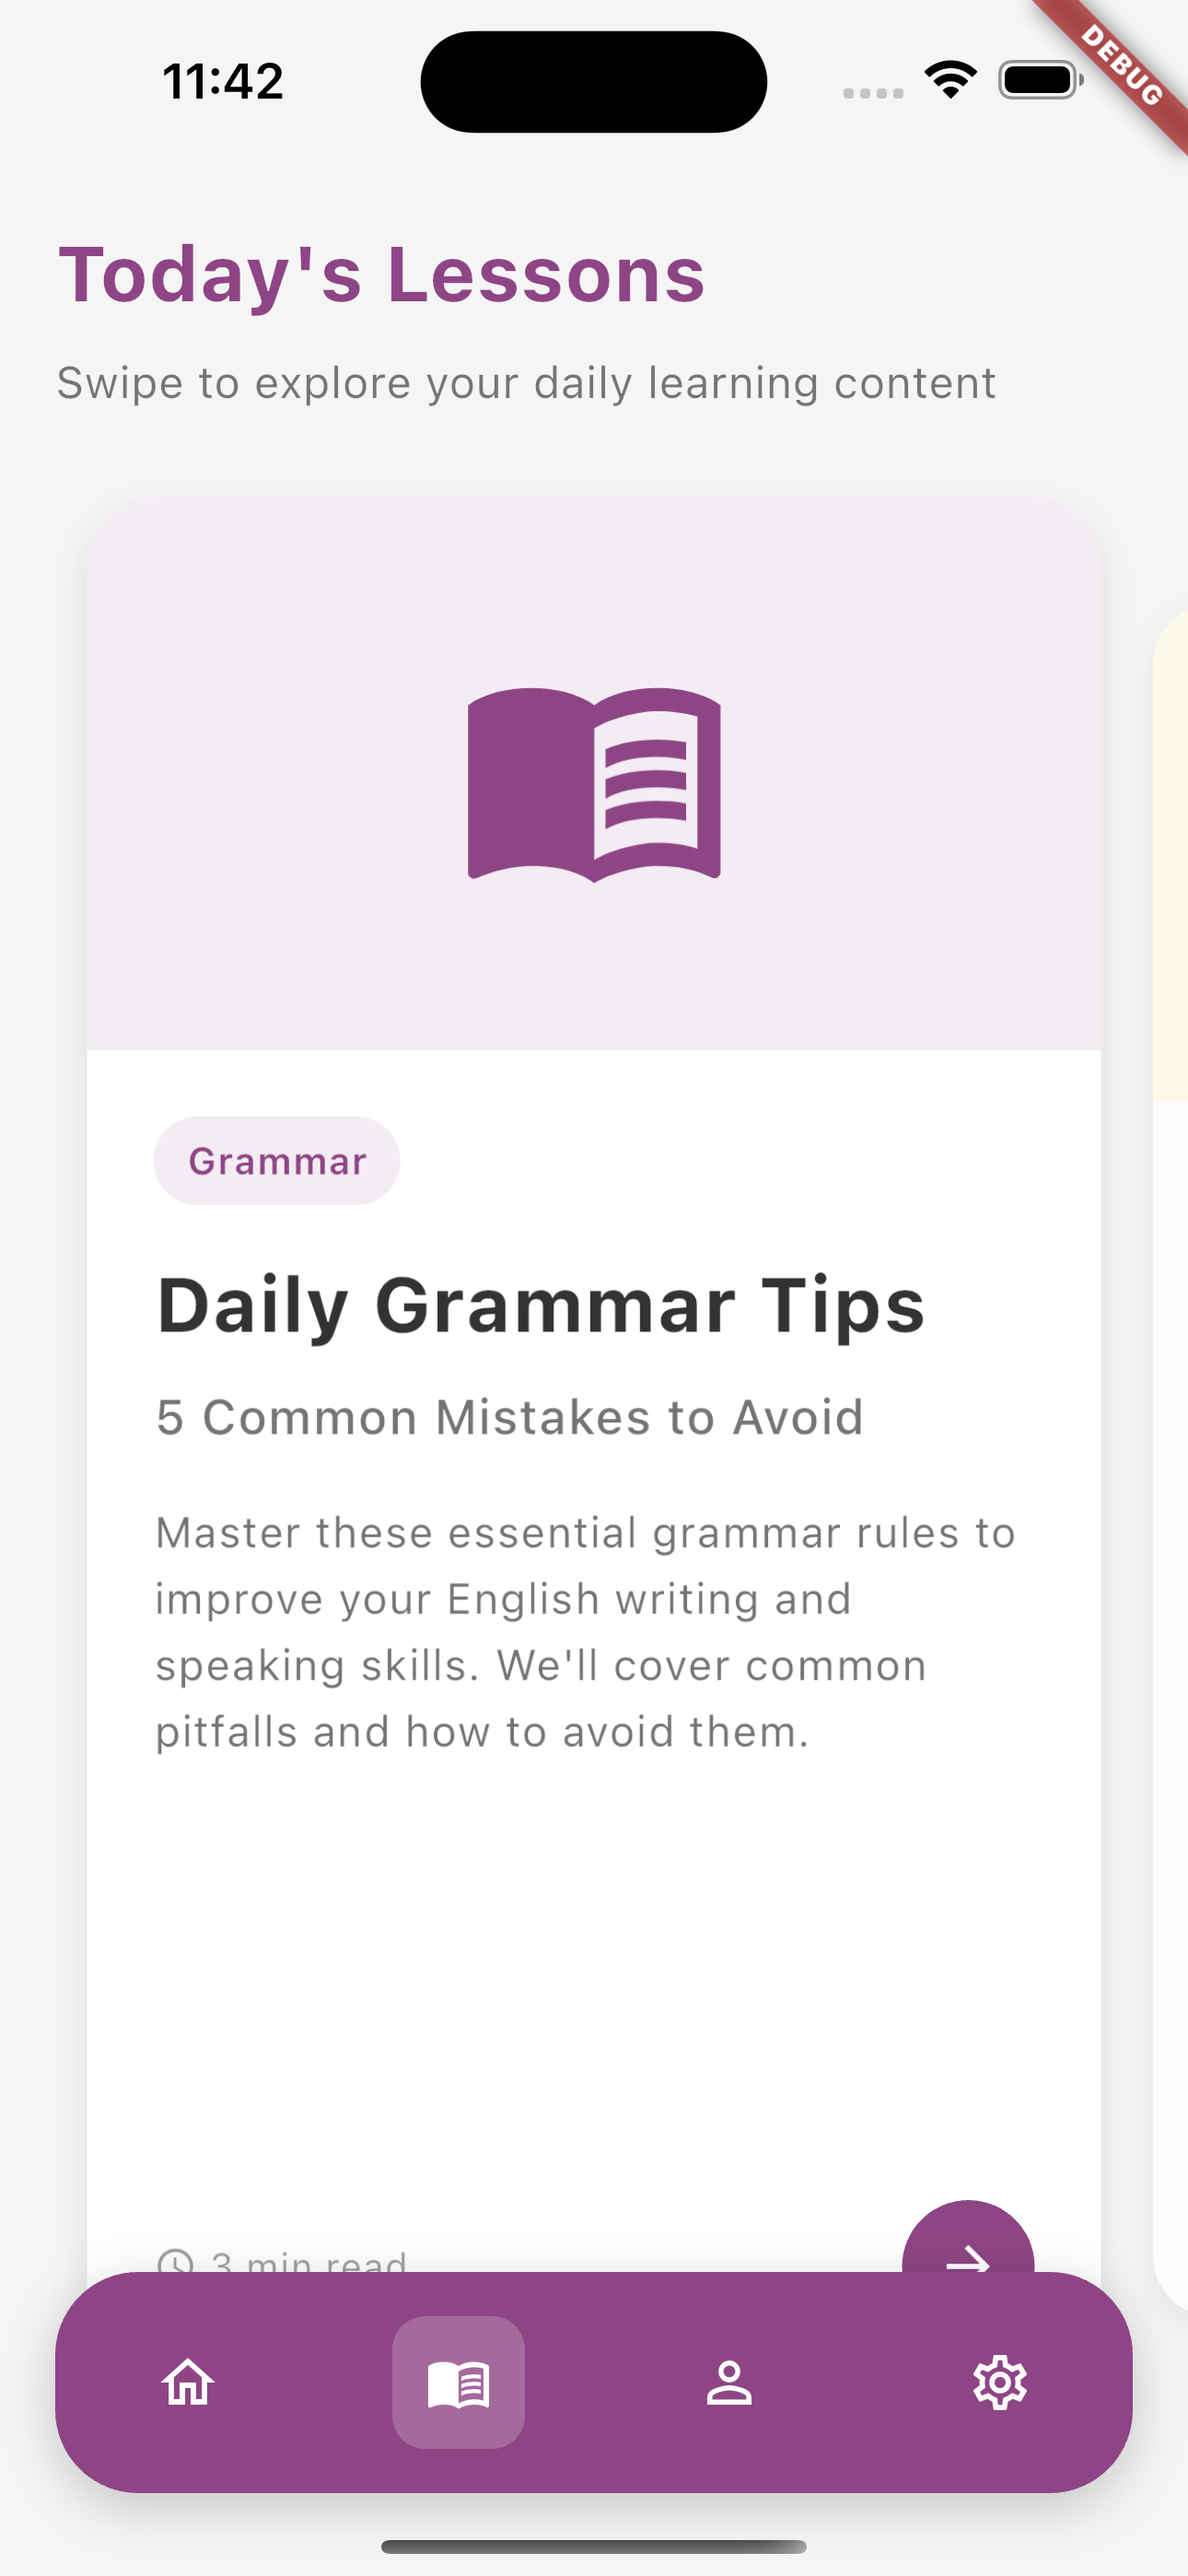 11:42
DEBUG
Today's Lessons
Swipe to explore your daily learning content
Grammar
Daily Grammar Tips
5 Common Mistakes to Avoid
Master these essential grammar rules to
improve your English writing and
speaking skills. We'll cover common
pitfalls and how to avoid them.
3 min read